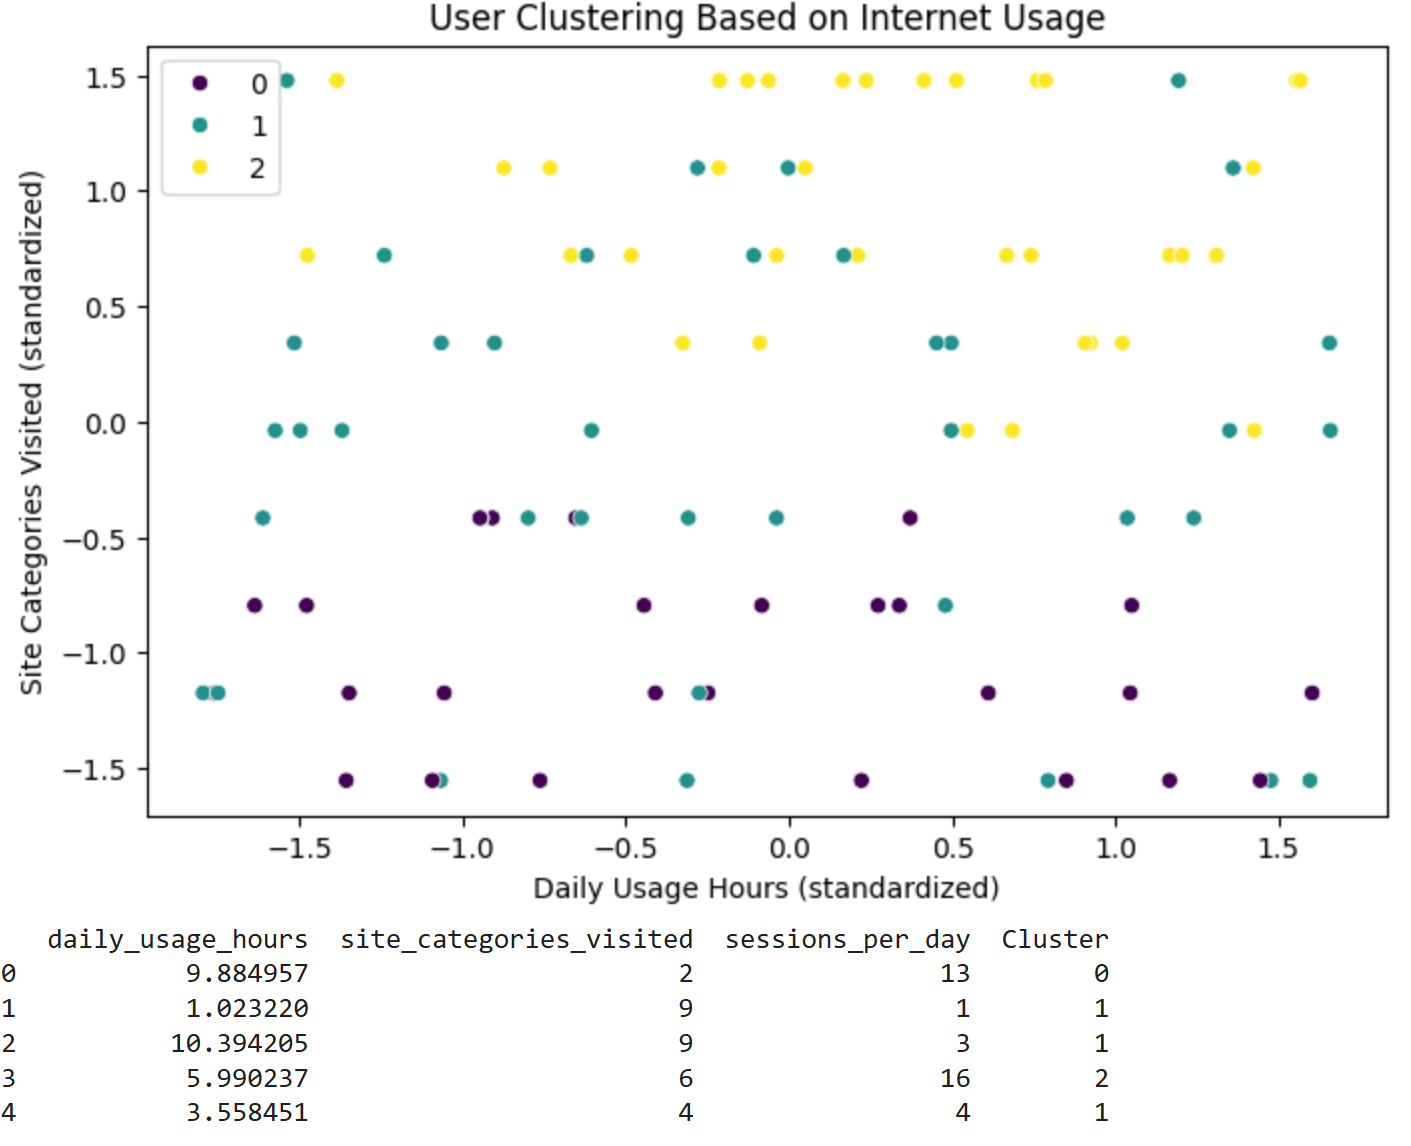 User Clustering Based on Internet Usage
0
1
2
1.5
1.0
0.5
0.0
−0.5
−1.0
−1.5
Site Categories Visited (standardized)
−1.5 −1.0 −0.5 0.0 0.5 1.0 1.5
Daily Usage Hours (standardized)
daily_usage_hours site_categories_visited sessions_per_day Cluster
0 9.884957 2 13 0
1 1.023220 9 1 1
2 10.394205 9 3 1
3 5.990237 6 16 2
4 3.558451 4 4 1